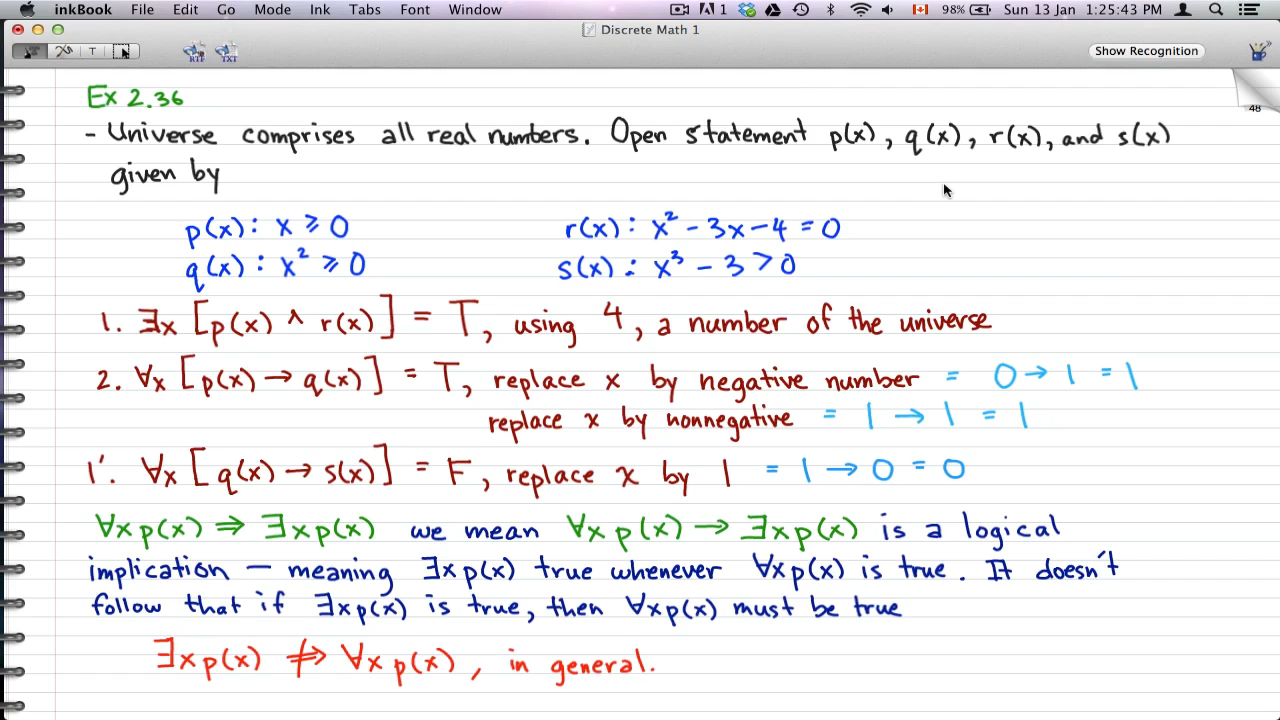 inkBook File Edit Go Mode Ink Tabs Font Window 1 98% Sun 13 Jan 1:25:43 PM
Discrete Math 1
T RTF TXT Show Recognition
48
Ex 2.36
- Universe comprises all real numbers. Open statement p(x), q(x), r(x), and s(x)
given by
p(x): x ≥ 0 r(x): x² - 3x - 4 = 0
q(x): x² ≥ 0 s(x): x³ - 3 > 0
1. ∃x [p(x) ∧ r(x)] = T, using 4, a number of the universe
2. ∀x [p(x) → q(x)] = T, replace x by negative number = 0 → 1 = 1
replace x by nonnegative = 1 → 1 = 1
1'. ∀x [q(x) → s(x)] = F, replace x by 1 = 1 → 0 = 0
∀x p(x) ⇒ ∃x p(x) we mean ∀x p(x) → ∃x p(x) is a logical
implication — meaning ∃x p(x) true whenever ∀x p(x) is true. It doesn't
follow that if ∃x p(x) is true, then ∀x p(x) must be true
∃x p(x) ⇏ ∀x p(x), in general.